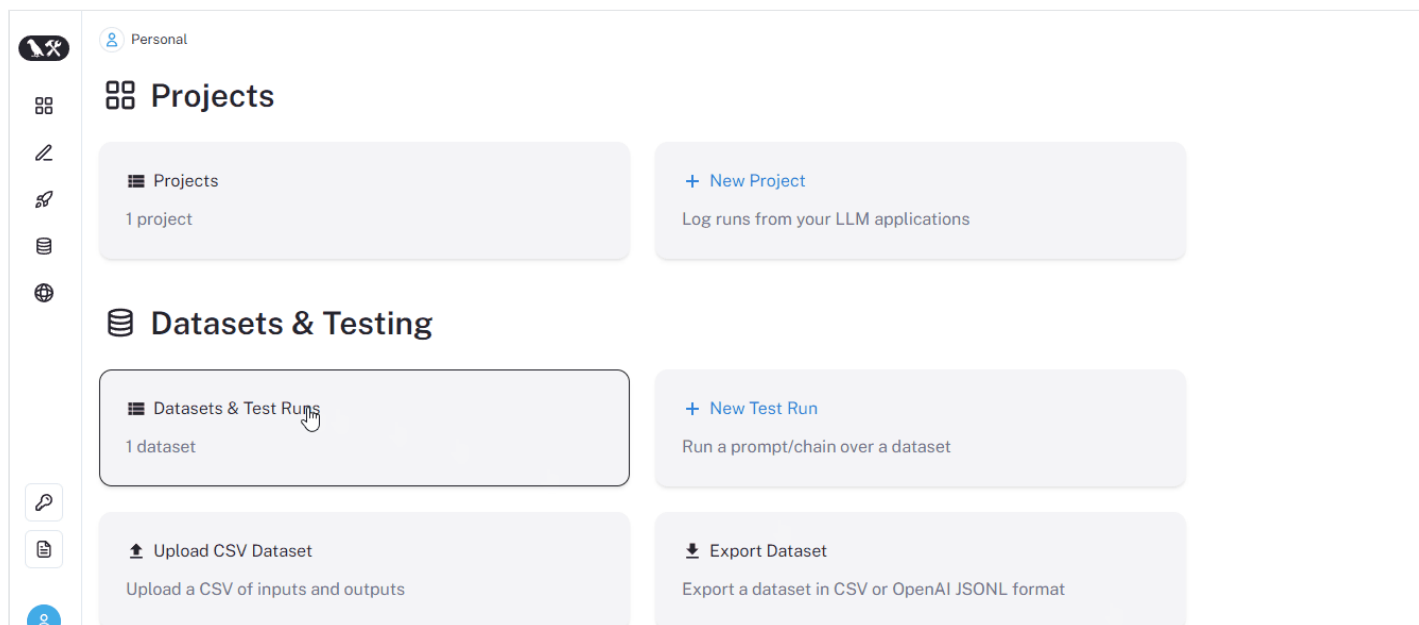 Personal
Projects
Projects
1 project
+ New Project
Log runs from your LLM applications
Datasets & Testing
Datasets & Test Runs
1 dataset
+ New Test Run
Run a prompt/chain over a dataset
Upload CSV Dataset
Upload a CSV of inputs and outputs
Export Dataset
Export a dataset in CSV or OpenAI JSONL format